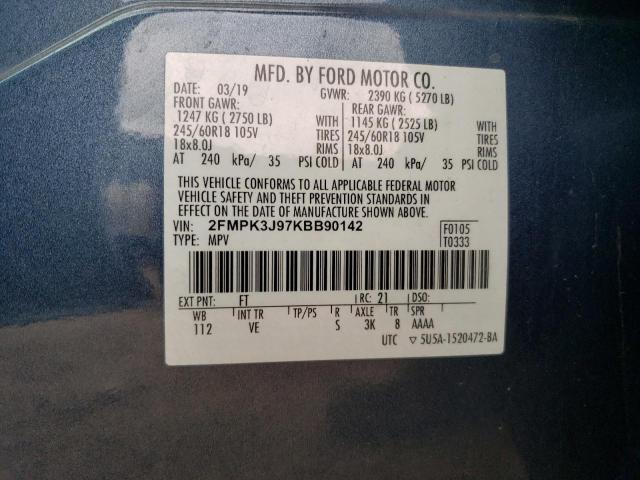 MFD. BY FORD MOTOR CO.
DATE: 03/19 GVWR: 2390 KG ( 5270 LB)
FRONT GAWR: REAR GAWR:
1247 KG ( 2750 LB) WITH 1145 KG ( 2525 LB) WITH
245/60R18 105V TIRES 245/60R18 105V TIRES
18x8.0J RIMS 18x8.0J RIMS
AT 240 kPa/ 35 PSI COLD AT 240 kPa/ 35 PSI COLD
THIS VEHICLE CONFORMS TO ALL APPLICABLE FEDERAL MOTOR
VEHICLE SAFETY AND THEFT PREVENTION STANDARDS IN
EFFECT ON THE DATE OF MANUFACTURE SHOWN ABOVE.
VIN: 2FMPK3J97KBB90142 F0105
TYPE: MPV T0333
EXT PNT: FT RC: 21 DSO:
WB INT TR TP/PS R AXLE TR SPR
112 VE S 3K 8 AAAA
UTC ▽ 5U5A-1520472-BA